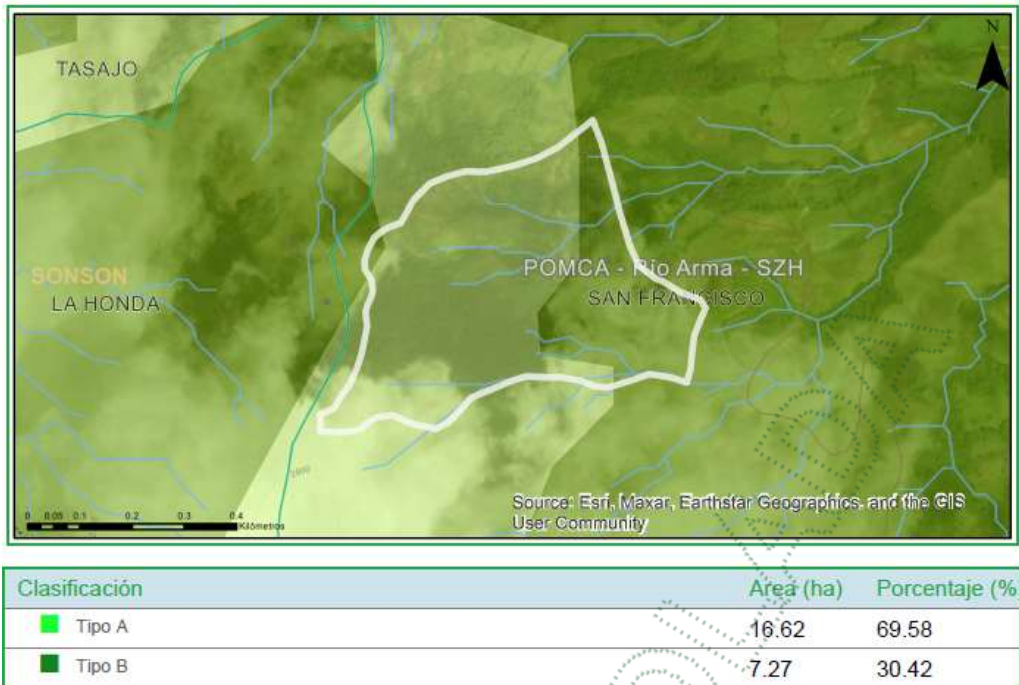 N
TASAJO
SONSON
LA HONDA
POMCA - Río Arma - SZH
SAN FRANCISCO
2800
Source: Esri, Maxar, Earthstar Geographics, and the GIS
User Community
0 0.05 0.1 0.2 0.3 0.4
Kilómetros
Clasificación Area (ha) Porcentaje (%
Tipo A 16.62 69.58
Tipo B 7.27 30.42